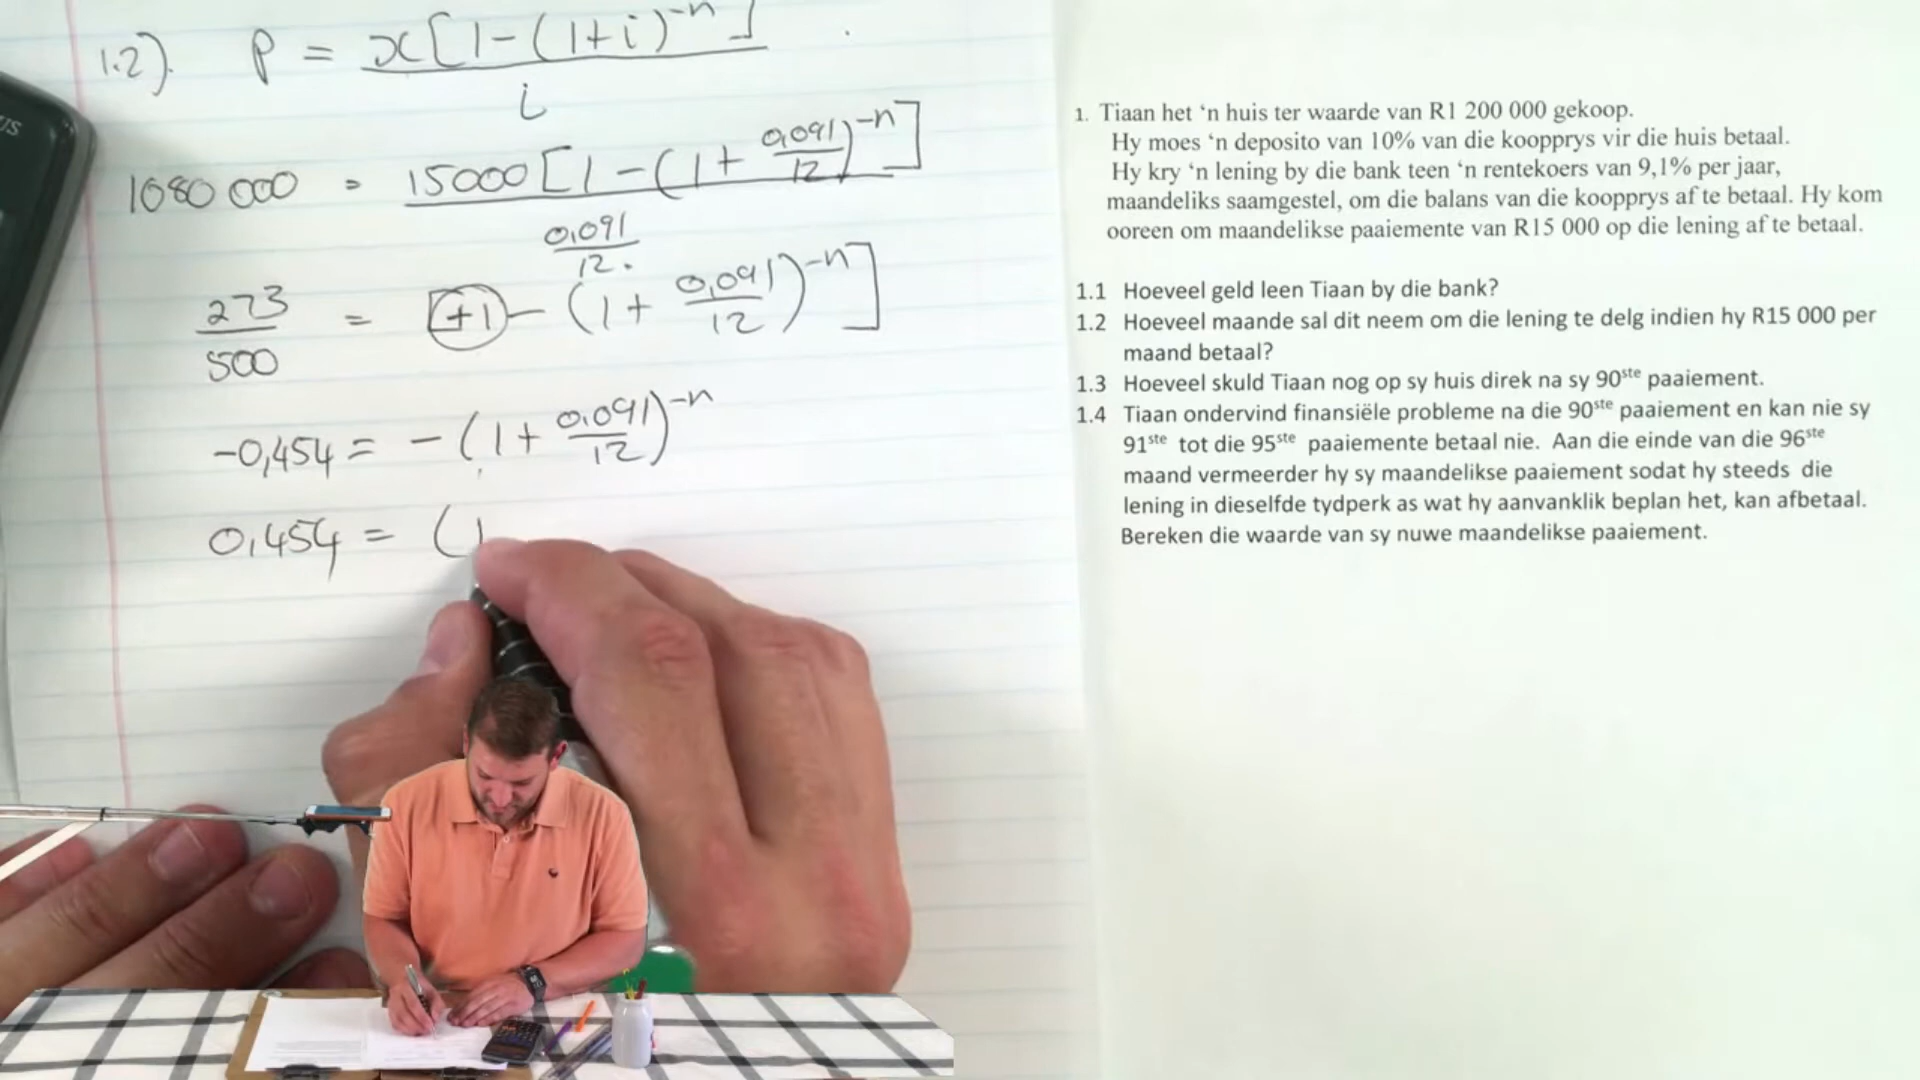 1.2). P = x[1-(1+i)^-n] / i
1080 000 = 15000[1-(1+ 0,091/12)^-n] / 0,091/12.
273/500 = +1 - (1+ 0,091/12)^-n]
-0,454 = -(1+ 0,091/12)^-n
0,454 = (1
1. Tiaan het ‘n huis ter waarde van R1 200 000 gekoop.
Hy moes ‘n deposito van 10% van die koopprys vir die huis betaal.
Hy kry ‘n lening by die bank teen ‘n rentekoers van 9,1% per jaar,
maandeliks saamgestel, om die balans van die koopprys af te betaal. Hy kom
ooreen om maandelikse paaiemente van R15 000 op die lening af te betaal.
1.1 Hoeveel geld leen Tiaan by die bank?
1.2 Hoeveel maande sal dit neem om die lening te delg indien hy R15 000 per
maand betaal?
1.3 Hoeveel skuld Tiaan nog op sy huis direk na sy 90ste paaiement.
1.4 Tiaan ondervind finansiële probleme na die 90ste paaiement en kan nie sy
91ste tot die 95ste paaiemente betaal nie. Aan die einde van die 96ste
maand vermeerder hy sy maandelikse paaiement sodat hy steeds die
lening in dieselfde tydperk as wat hy aanvanklik beplan het, kan afbetaal.
Bereken die waarde van sy nuwe maandelikse paaiement.